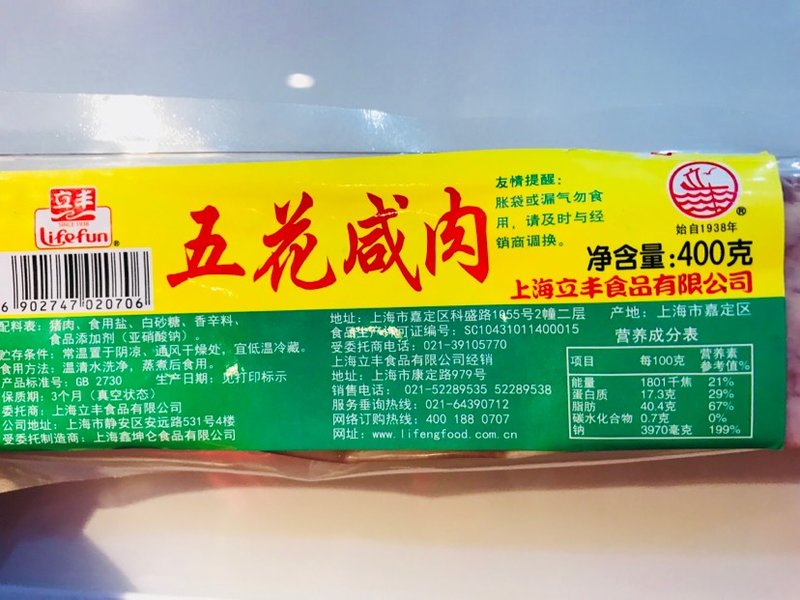 立丰
SINCE 1938
Lifefun®
6 902747 020706
五花咸肉
友情提醒:
胀袋或漏气勿食
用，请及时与经
销商调换。
®
始自1938年
净含量:400克
上海立丰食品有限公司
配料表: 猪肉、食用盐、白砂糖、香辛料、
食品添加剂（亚硝酸钠）。
贮存条件: 常温置于阴凉、通风干燥处，宜低温冷藏。
食用方法: 温清水洗净，蒸煮后食用。
产品标准号: GB 2730 生产日期: 见打印标示
保质期: 3个月（真空状态）
委托商: 上海立丰食品有限公司
公司地址: 上海市静安区安远路531号4楼
受委托制造商: 上海鑫坤仑食品有限公司
地址: 上海市嘉定区科盛路1055号2幢二层
食品生产许可证编号: SC10431011400015
受委托商电话: 021-39105770
上海立丰食品有限公司经销
地址: 上海市康定路979号
销售电话: 021-52289535 52289538
服务垂询热线: 021-64390712
网络订购热线: 400 188 0707
网址: www.lifengfood.com.cn
产地: 上海市嘉定区
营养成分表
项目 每100克 营养素参考值%
能量 1801千焦 21%
蛋白质 17.3克 29%
脂肪 40.4克 67%
碳水化合物 0.7克 0%
钠 3970毫克 199%